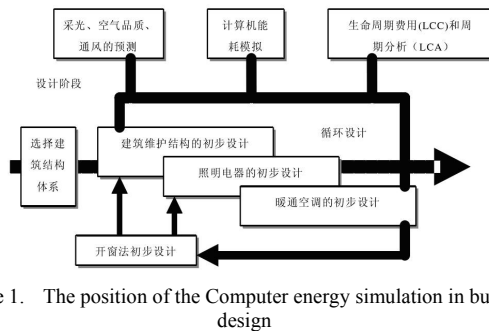 采光、空气品质、
通风的预测
计算机能
耗模拟
生命周期费用(LCC)和周
期分析（LCA）
设计阶段
循环设计
选择建
筑结构
体系
建筑维护结构的初步设计
照明电器的初步设计
暖通空调的初步设计
开窗法初步设计
e 1. The position of the Computer energy simulation in bu
design